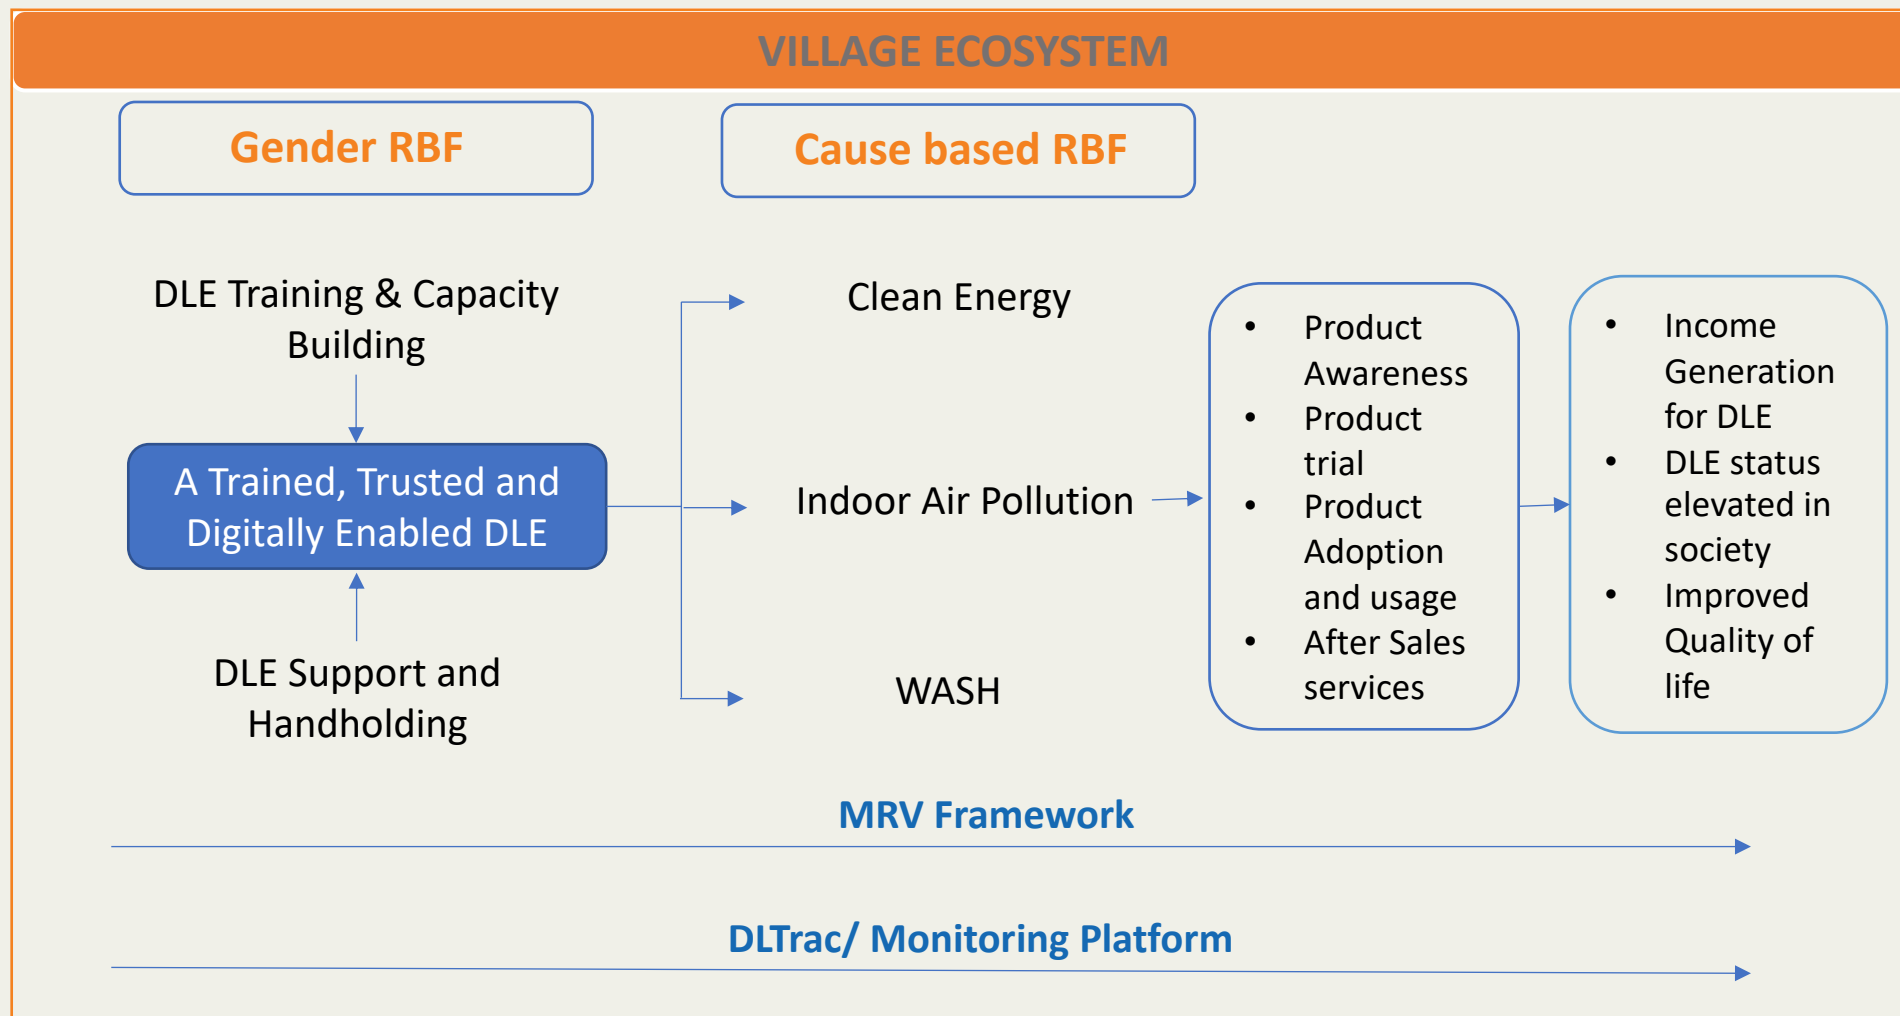 VILLAGE ECOSYSTEM
Gender RBF
Cause based RBF
DLE Training & Capacity
Building
A Trained, Trusted and
Digitally Enabled DLE
DLE Support and
Handholding
Clean Energy
Indoor Air Pollution
WASH
• Product
Awareness
• Product
trial
• Product
Adoption
and usage
• After Sales
services
• Income
Generation
for DLE
• DLE status
elevated in
society
• Improved
Quality of
life
MRV Framework
DLTrac/ Monitoring Platform